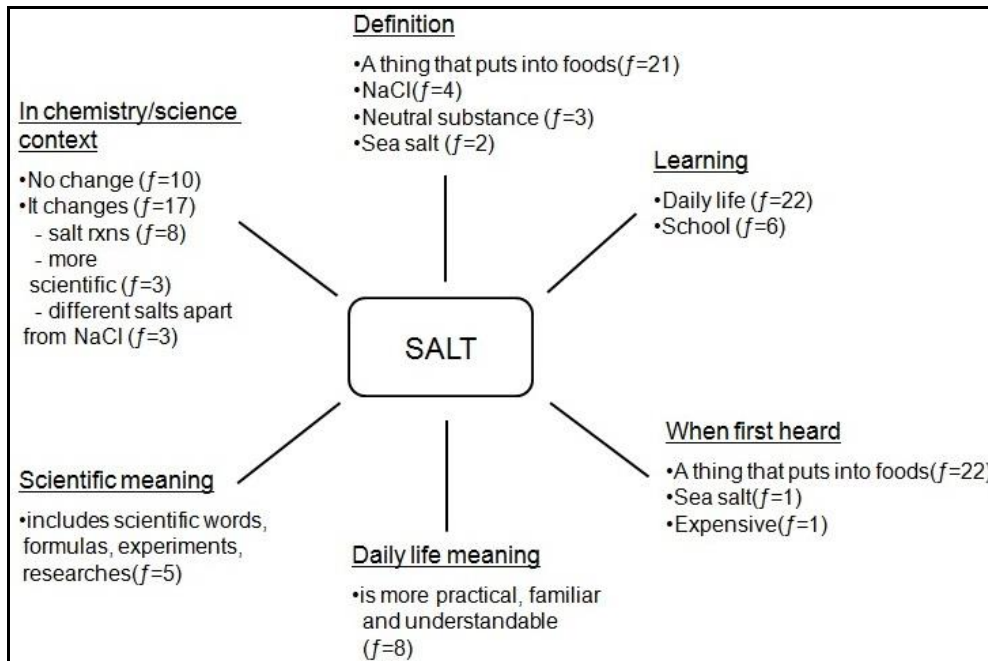 Definition
•A thing that puts into foods(ƒ=21)
•NaCl(ƒ=4)
•Neutral substance (ƒ=3)
•Sea salt (ƒ=2)
In chemistry/science
context
•No change (ƒ=10)
•It changes (ƒ=17)
- salt rxns (ƒ=8)
- more
scientific (ƒ=3)
- different salts apart
from NaCl (ƒ=3)
Learning
•Daily life (ƒ=22)
•School (ƒ=6)
SALT
Scientific meaning
•includes scientific words,
formulas, experiments,
researches(ƒ=5)
Daily life meaning
•is more practical, familiar
and understandable
(ƒ=8)
When first heard
•A thing that puts into foods(ƒ=22)
•Sea salt(ƒ=1)
•Expensive(ƒ=1)